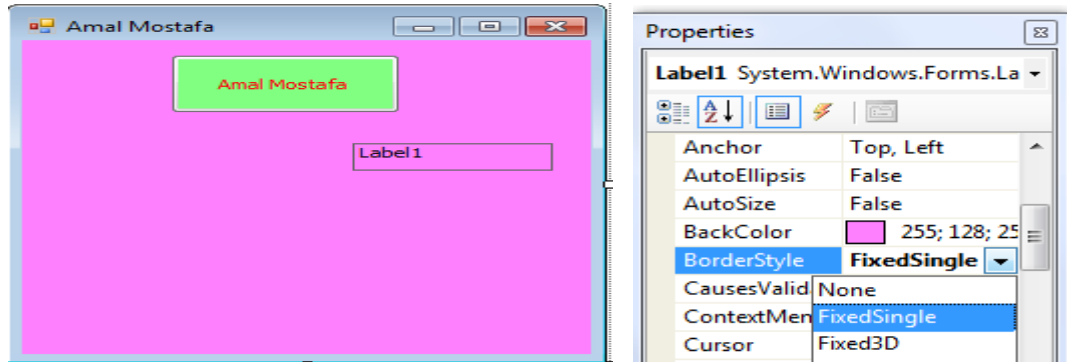 Amal Mostafa
Amal Mostafa
Label1
Properties
Label1 System.Windows.Forms.La
Anchor Top, Left
AutoEllipsis False
AutoSize False
BackColor 255; 128; 25
BorderStyle FixedSingle
CausesValid
None
ContextMen
FixedSingle
Cursor
Fixed3D